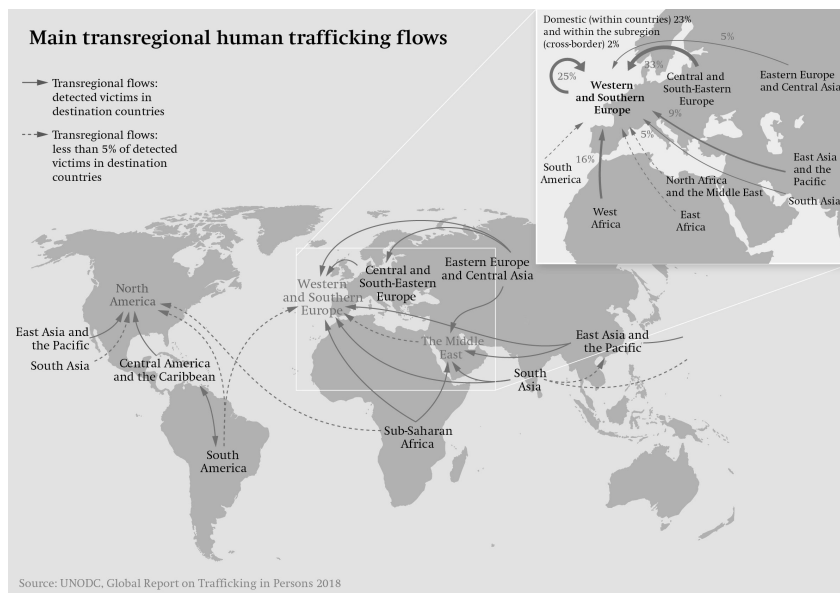 Main transregional human trafficking flows
Transregional flows:
detected victims in
destination countries
Transregional flows:
less than 5% of detected
victims in destination
countries
Domestic (within countries) 23%
and within the subregion
(cross-border) 2%
5%
33%
25%
Western
and Southern
Europe
Central and
South-Eastern
Europe
Eastern Europe
and Central Asia
9%
5%
16%
South
America
North Africa
and the Middle East
East Asia
and the
Pacific
South Asia
West
Africa
East
Africa
North
America
East Asia and
the Pacific
South Asia
Central America
and the Caribbean
South
America
Western
and Southern
Europe
Central and
South-Eastern
Europe
Eastern Europe
and Central Asia
The Middle
East
East Asia and
the Pacific
South
Asia
Sub-Saharan
Africa
Source: UNODC, Global Report on Trafficking in Persons 2018